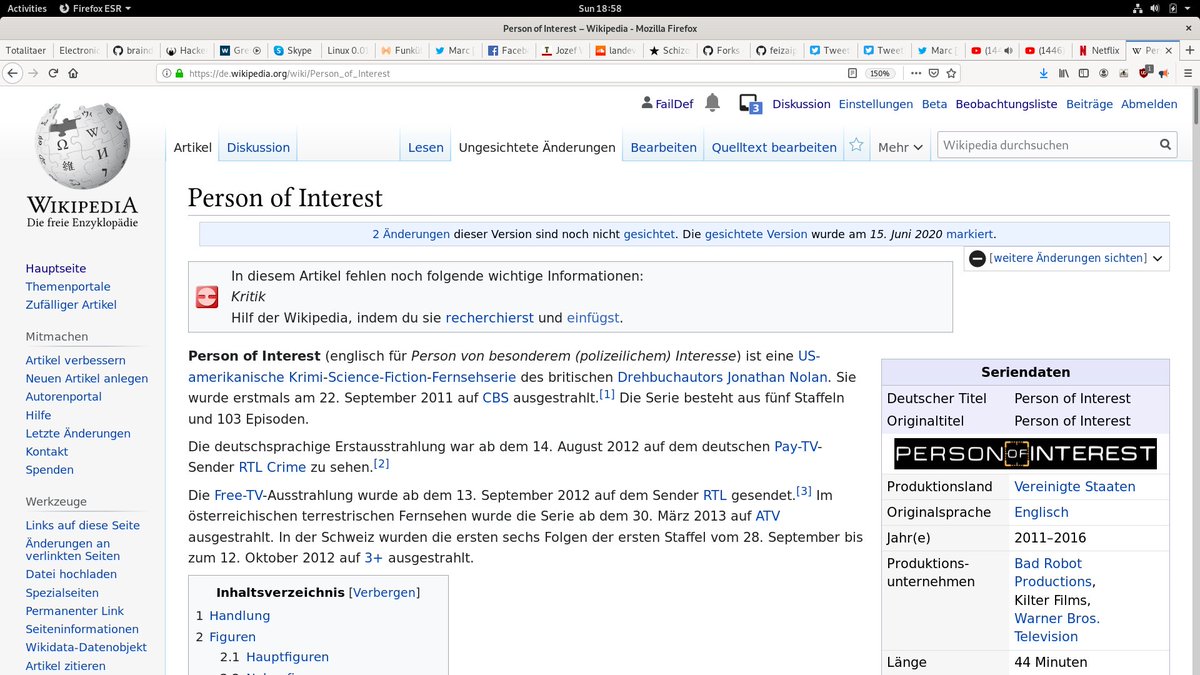 Activities Firefox ESR Sun 18:58
Person of Interest – Wikipedia - Mozilla Firefox
Totalitaer Electronic braind Hacke Gre Skype Linux 0.0 Funkü Marc Face Jozef landev Schizo Forks feizaip Tweet Tweet Marc (14 (1446) Netflix Pe
https://de.wikipedia.org/wiki/Person_of_Interest 150%
FailDef 3 Diskussion Einstellungen Beta Beobachtungsliste Beiträge Abmelden
Artikel Diskussion Lesen Ungesichtete Änderungen Bearbeiten Quelltext bearbeiten Mehr Wikipedia durchsuchen
WIKIPEDIA
Die freie Enzyklopädie
Hauptseite
Themenportale
Zufälliger Artikel
Mitmachen
Artikel verbessern
Neuen Artikel anlegen
Autorenportal
Hilfe
Letzte Änderungen
Kontakt
Spenden
Werkzeuge
Links auf diese Seite
Änderungen an
verlinkten Seiten
Datei hochladen
Spezialseiten
Permanenter Link
Seiteninformationen
Wikidata-Datenobjekt
Artikel zitieren
Person of Interest
2 Änderungen dieser Version sind noch nicht gesichtet. Die gesichtete Version wurde am 15. Juni 2020 markiert.
[weitere Änderungen sichten]
In diesem Artikel fehlen noch folgende wichtige Informationen:
Kritik
Hilf der Wikipedia, indem du sie recherchierst und einfügst.
Person of Interest (englisch für Person von besonderem (polizeilichem) Interesse) ist eine US-
amerikanische Krimi-Science-Fiction-Fernsehserie des britischen Drehbuchautors Jonathan Nolan. Sie
wurde erstmals am 22. September 2011 auf CBS ausgestrahlt.[1] Die Serie besteht aus fünf Staffeln
und 103 Episoden.
Die deutschsprachige Erstausstrahlung war ab dem 14. August 2012 auf dem deutschen Pay-TV-
Sender RTL Crime zu sehen.[2]
Die Free-TV-Ausstrahlung wurde ab dem 13. September 2012 auf dem Sender RTL gesendet.[3] Im
österreichischen terrestrischen Fernsehen wurde die Serie ab dem 30. März 2013 auf ATV
ausgestrahlt. In der Schweiz wurden die ersten sechs Folgen der ersten Staffel vom 28. September bis
zum 12. Oktober 2012 auf 3+ ausgestrahlt.
Inhaltsverzeichnis [Verbergen]
1 Handlung
2 Figuren
2.1 Hauptfiguren
Seriendaten
Deutscher Titel Person of Interest
Originaltitel Person of Interest
PERSON OF INTEREST
Produktionsland Vereinigte Staaten
Originalsprache Englisch
Jahr(e) 2011–2016
Produktions-
unternehmen
Bad Robot
Productions,
Kilter Films,
Warner Bros.
Television
Länge 44 Minuten